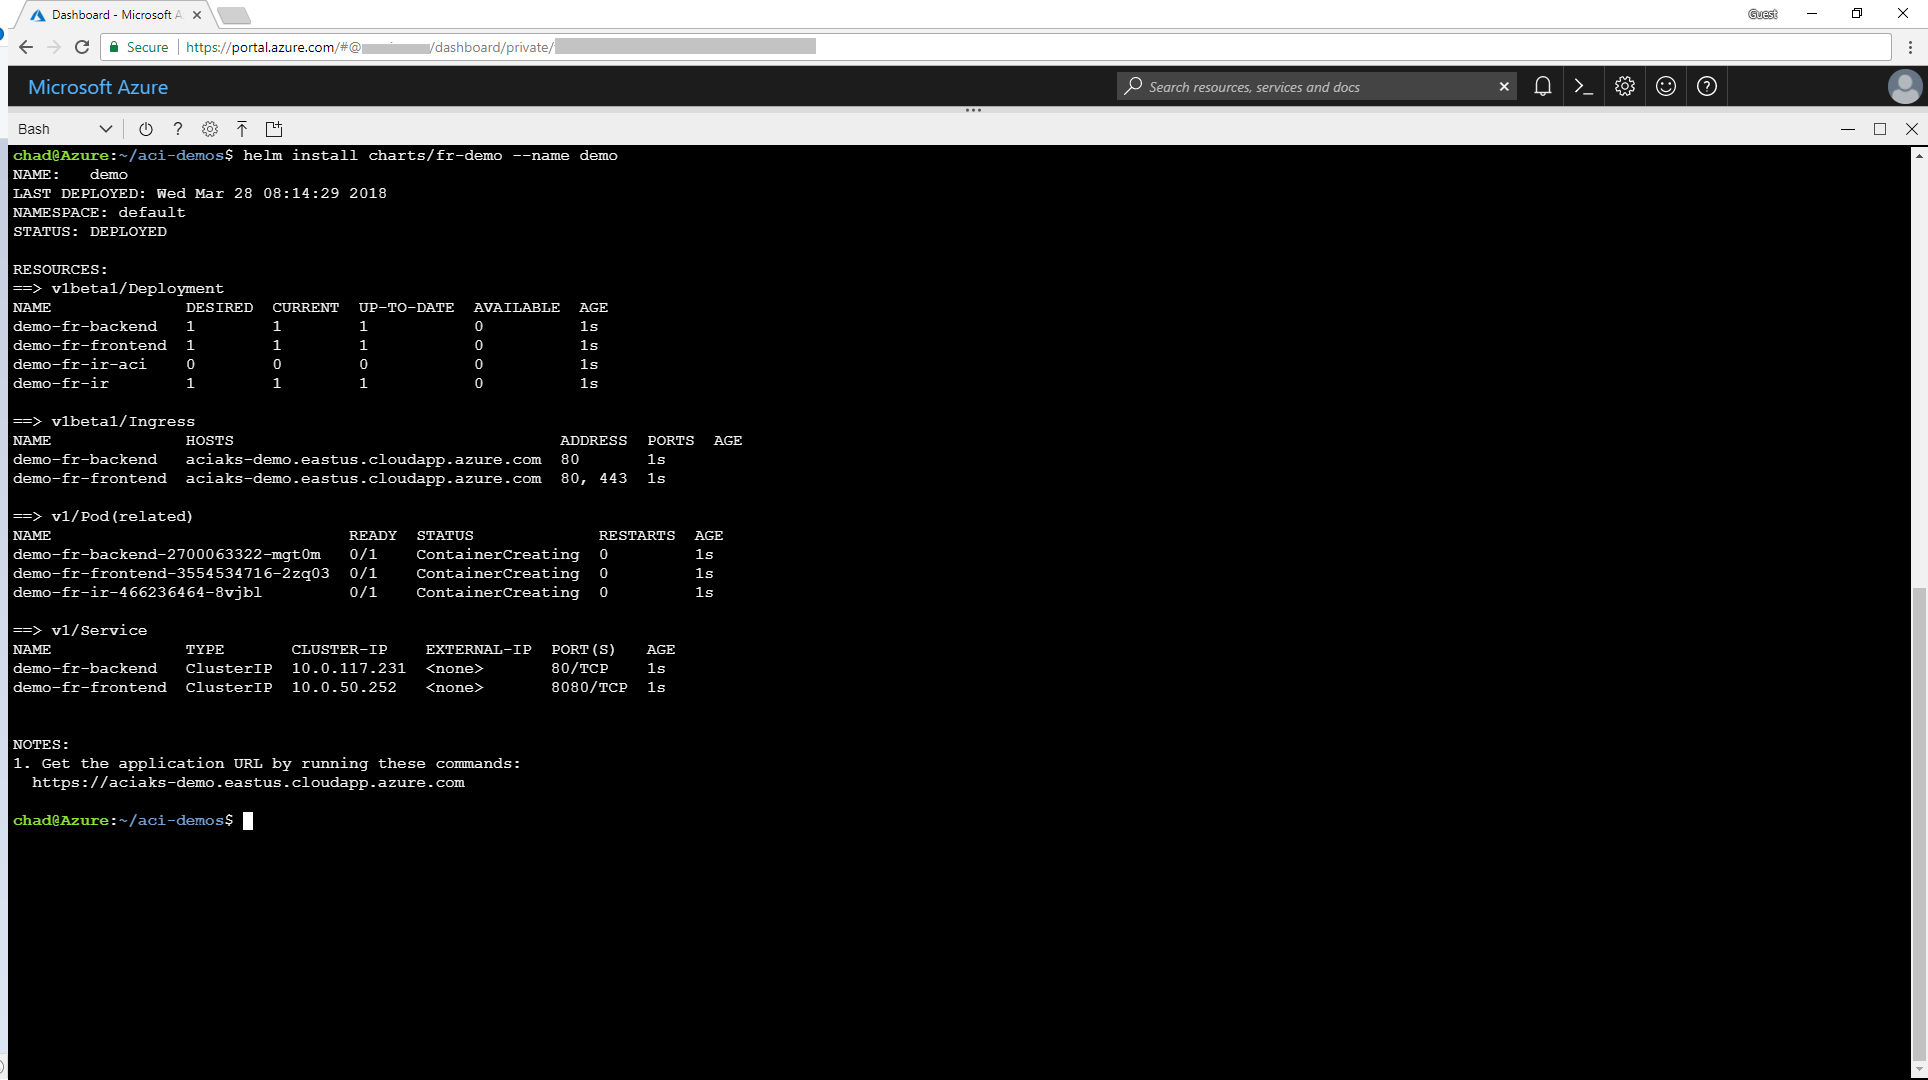 Dashboard - Microsoft A
Guest
Secure https://portal.azure.com/#@ /dashboard/private/
Microsoft Azure
Search resources, services and docs
Bash
chad@Azure:~/aci-demos$ helm install charts/fr-demo --name demo
NAME:   demo
LAST DEPLOYED: Wed Mar 28 08:14:29 2018
NAMESPACE: default
STATUS: DEPLOYED
RESOURCES:
==> v1beta1/Deployment
NAME              DESIRED  CURRENT  UP-TO-DATE  AVAILABLE  AGE
demo-fr-backend   1        1        1           0          1s
demo-fr-frontend  1        1        1           0          1s
demo-fr-ir-aci    0        0        0           0          1s
demo-fr-ir        1        1        1           0          1s
==> v1beta1/Ingress
NAME              HOSTS                                  ADDRESS  PORTS  AGE
demo-fr-backend   aciaks-demo.eastus.cloudapp.azure.com  80       1s
demo-fr-frontend  aciaks-demo.eastus.cloudapp.azure.com  80, 443  1s
==> v1/Pod(related)
NAME                               READY  STATUS             RESTARTS  AGE
demo-fr-backend-2700063322-mgt0m   0/1    ContainerCreating  0         1s
demo-fr-frontend-3554534716-2zq03  0/1    ContainerCreating  0         1s
demo-fr-ir-466236464-8vjbl         0/1    ContainerCreating  0         1s
==> v1/Service
NAME              TYPE       CLUSTER-IP    EXTERNAL-IP  PORT(S)   AGE
demo-fr-backend   ClusterIP  10.0.117.231  <none>       80/TCP    1s
demo-fr-frontend  ClusterIP  10.0.50.252   <none>       8080/TCP  1s
NOTES:
1. Get the application URL by running these commands:
  https://aciaks-demo.eastus.cloudapp.azure.com
chad@Azure:~/aci-demos$